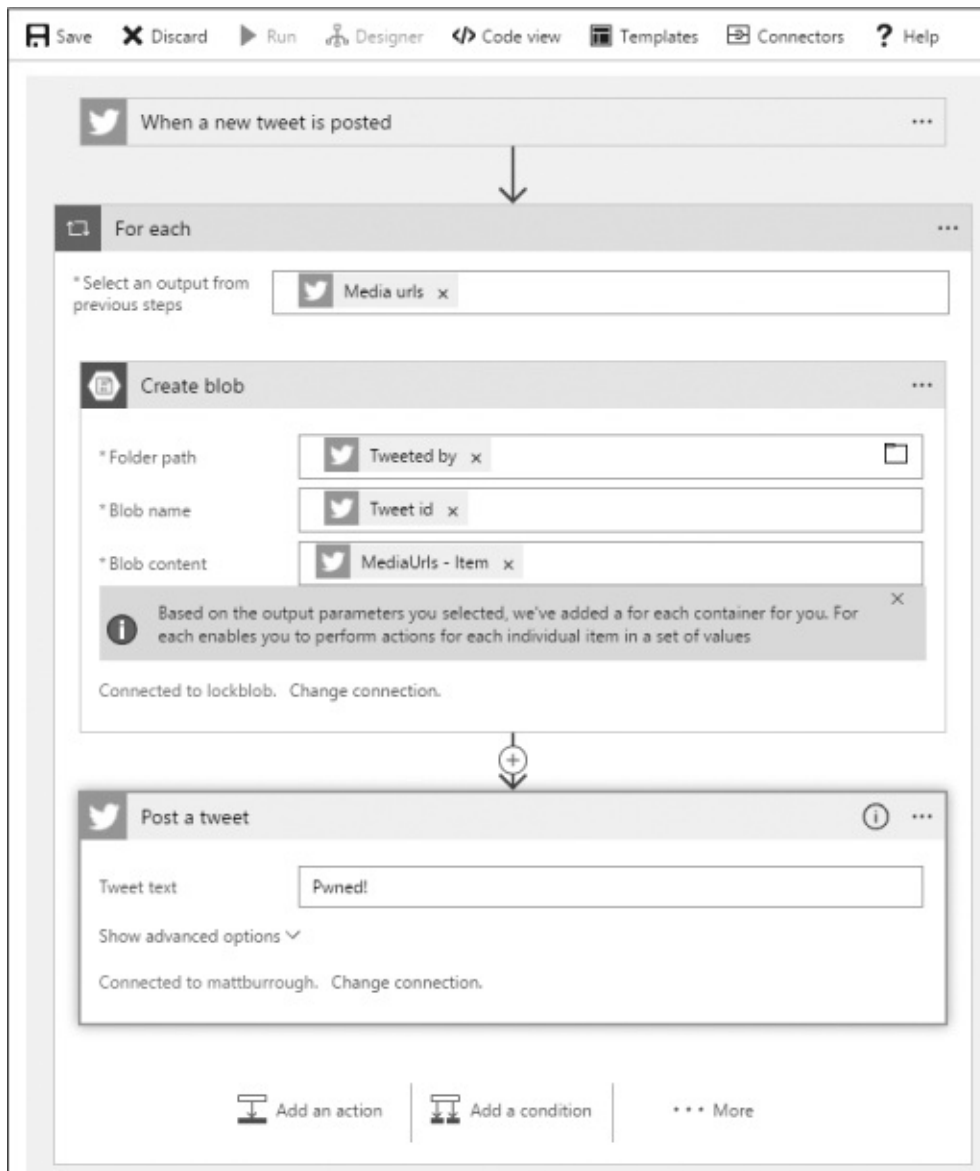 Save Discard Run Designer Code view Templates Connectors ? Help
When a new tweet is posted
For each
*Select an output from
previous steps
Media urls x
Create blob
*Folder path Tweeted by x
*Blob name Tweet id x
*Blob content MediaUrls - Item x
Based on the output parameters you selected, we've added a for each container for you. For
each enables you to perform actions for each individual item in a set of values
Connected to lockblob. Change connection.
Post a tweet
Tweet text Pwned!
Show advanced options
Connected to mattburrough. Change connection.
Add an action Add a condition ··· More